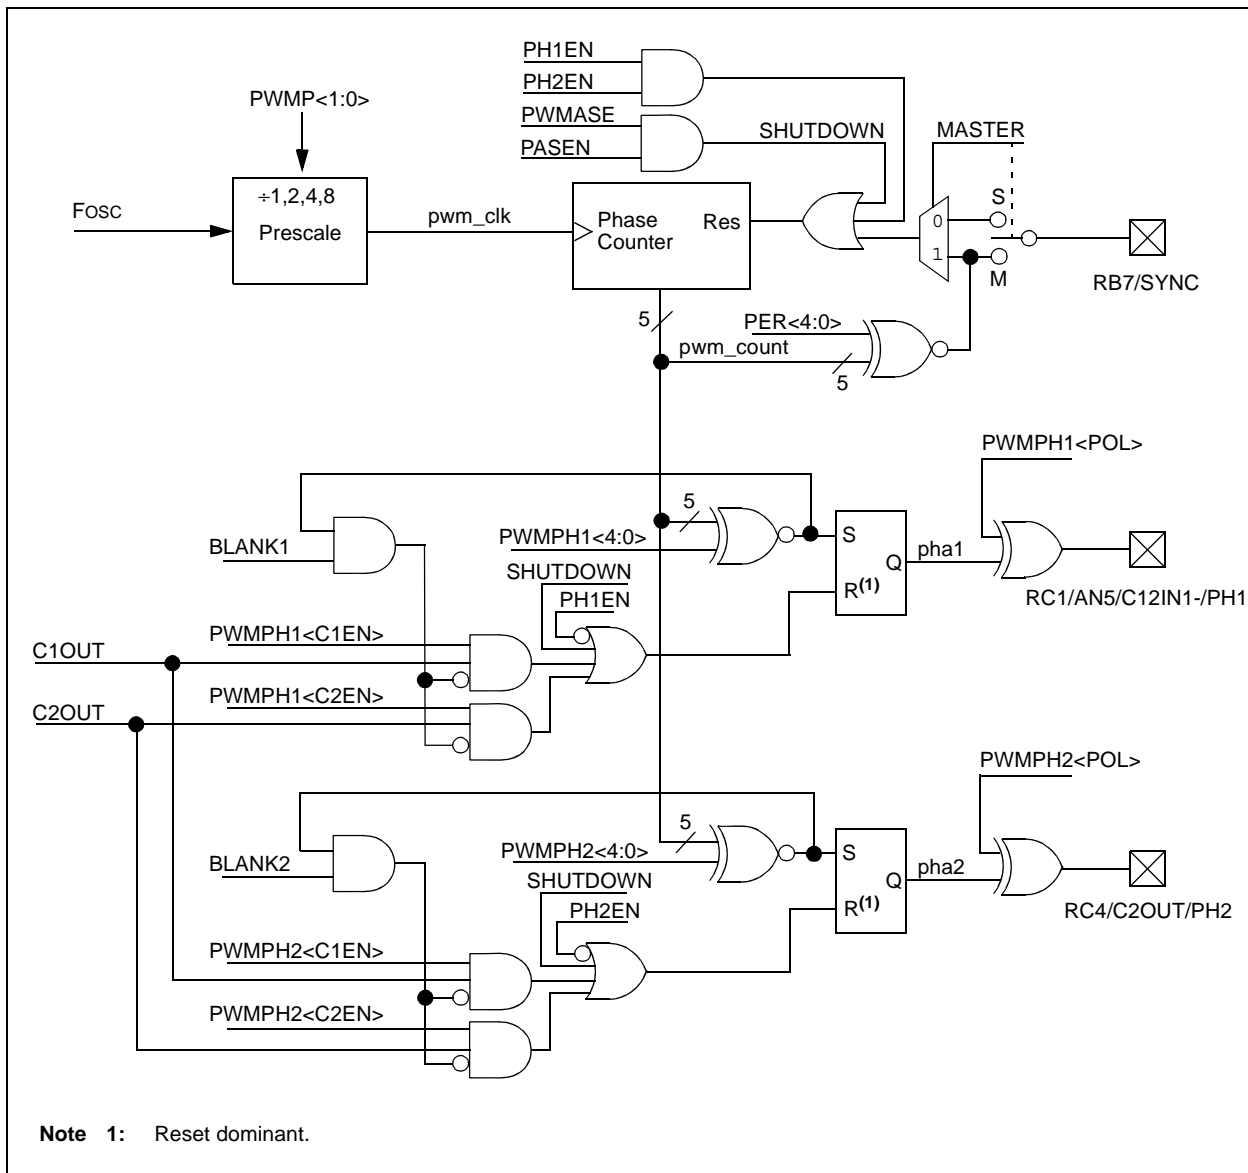 PH1EN
PH2EN
PWMP<1:0>
PWMASE
SHUTDOWN
MASTER
PASEN
÷1,2,4,8
Prescale
FOSC
pwm_clk
Phase
Counter
Res
0
1
S
M
RB7/SYNC
5
PER<4:0>
pwm_count
5
PWMPH1<POL>
5
BLANK1
PWMPH1<4:0>
S
Q
R(1)
pha1
SHUTDOWN
PH1EN
RC1/AN5/C12IN1-/PH1
PWMPH1<C1EN>
C1OUT
PWMPH1<C2EN>
C2OUT
PWMPH2<POL>
5
BLANK2
PWMPH2<4:0>
S
Q
R(1)
pha2
SHUTDOWN
PH2EN
RC4/C2OUT/PH2
PWMPH2<C1EN>
PWMPH2<C2EN>
Note 1: Reset dominant.